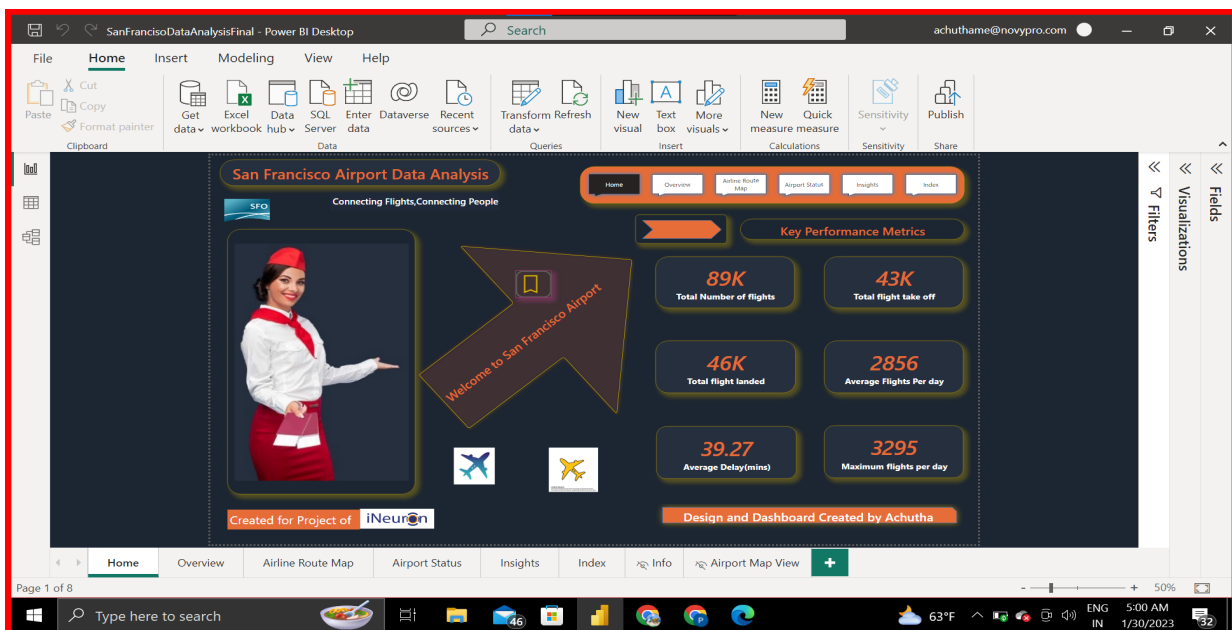 SanFrancisoDataAnalysisFinal - Power BI Desktop
Search
achuthame@novypro.com
File Home Insert Modeling View Help
Paste
Cut
Copy
Format painter
Clipboard
Get data
Excel workbook
Data hub
SQL Server
Enter data
Dataverse
Recent sources
Data
Transform data
Refresh
Queries
New visual
Text box
More visuals
Insert
New measure
Quick measure
Calculations
Sensitivity
Sensitivity
Publish
Share
San Francisco Airport Data Analysis
SFO
Connecting Flights,Connecting People
Home
Overview
Airline Route
Map
Airport Status
Insights
Index
Key Performance Metrics
Welcome to San Francisco Airport
89K
Total Number of flights
43K
Total flight take off
46K
Total flight landed
2856
Average Flights Per day
39.27
Average Delay(mins)
3295
Maximum flights per day
Created for Project of iNeuron
Design and Dashboard Created by Achutha
Filters
Visualizations
Fields
Home Overview Airline Route Map Airport Status Insights Index Info Airport Map View +
Page 1 of 8
- + 50%
Type here to search
46
63°F
ENG
IN
5:00 AM
1/30/2023
32